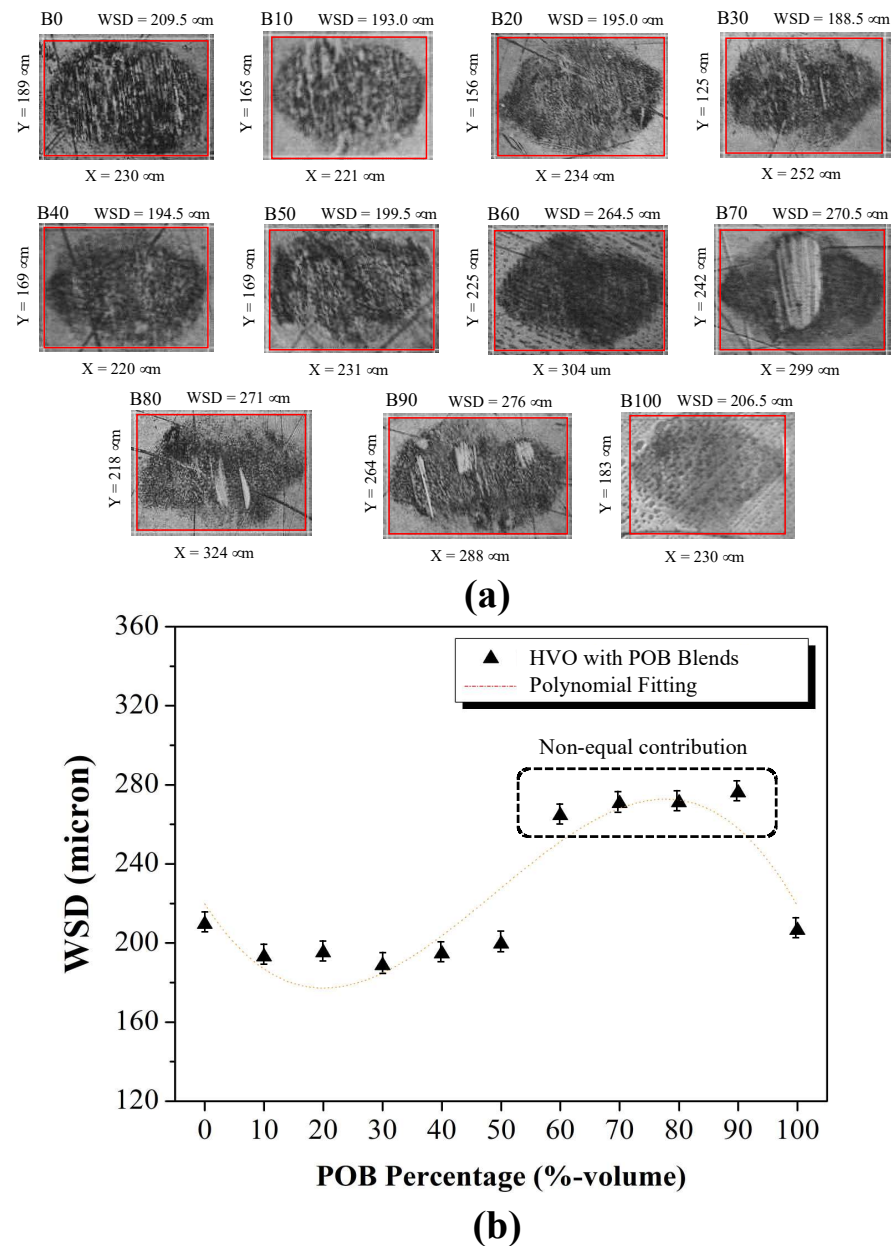 B0 WSD = 209.5 ∝m
Y = 189 ∝m
X = 230 ∝m
B10 WSD = 193.0 ∝m
Y = 165 ∝m
X = 221 ∝m
B20 WSD = 195.0 ∝m
Y = 156 ∝m
X = 234 ∝m
B30 WSD = 188.5 ∝m
Y = 125 ∝m
X = 252 ∝m
B40 WSD = 194.5 ∝m
Y = 169 ∝m
X = 220 ∝m
B50 WSD = 199.5 ∝m
Y = 169 ∝m
X = 231 ∝m
B60 WSD = 264.5 ∝m
Y = 225 ∝m
X = 304 um
B70 WSD = 270.5 ∝m
Y = 242 ∝m
X = 299 ∝m
B80 WSD = 271 ∝m
Y = 218 ∝m
X = 324 ∝m
B90 WSD = 276 ∝m
Y = 264 ∝m
X = 288 ∝m
B100 WSD = 206.5 ∝m
Y = 183 ∝m
X = 230 ∝m
(a)
360
320
280
240
200
160
120
WSD (micron)
HVO with POB Blends
Polynomial Fitting
Non-equal contribution
0 10 20 30 40 50 60 70 80 90 100
POB Percentage (%-volume)
(b)